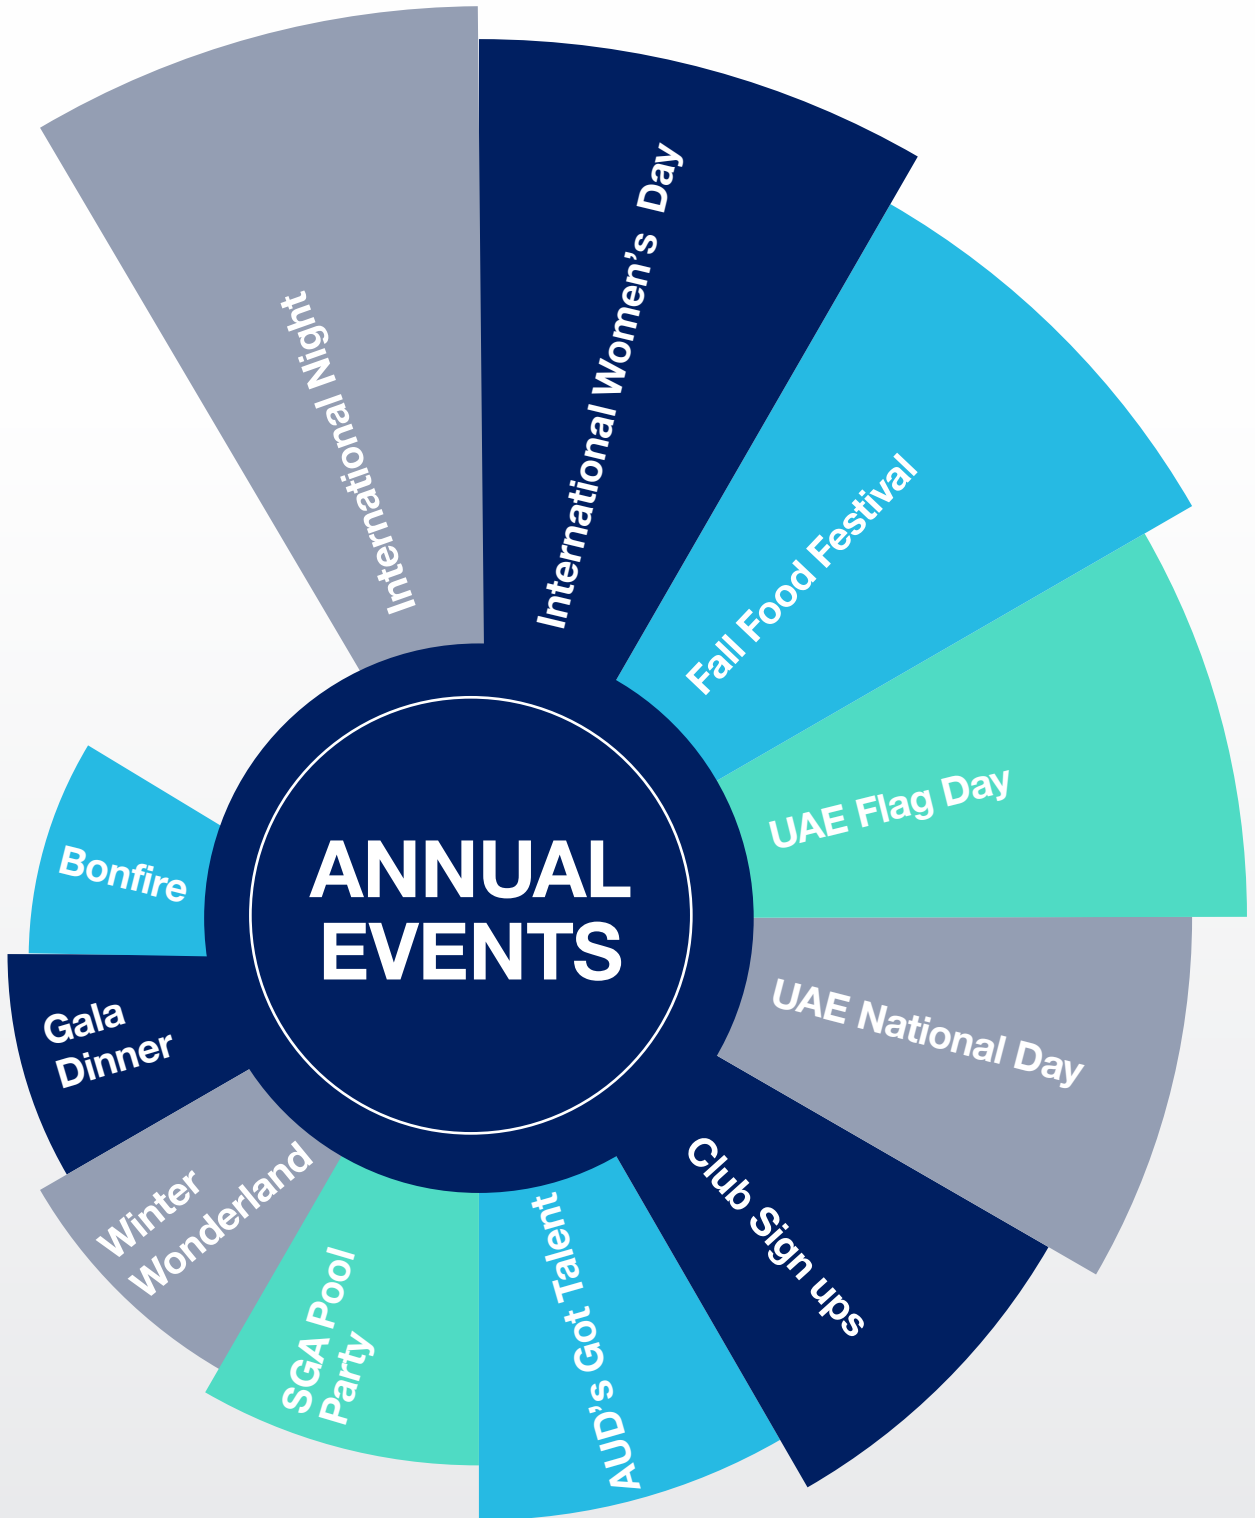 International Night
International Women's Day
Fall Food Festival
UAE Flag Day
UAE National Day
Club Sign ups
AUD's Got Talent
SGA Pool
Party
Winter
Wonderland
Gala
Dinner
Bonfire
ANNUAL
EVENTS